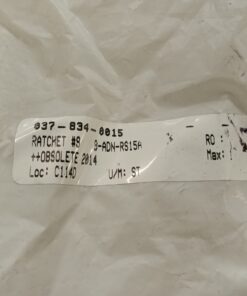 037-834-0015
RATCHET #8 9-ADN-RS15A
++OBSOLETE 2014
Loc: C114D U/M: ST
RO :
Max: